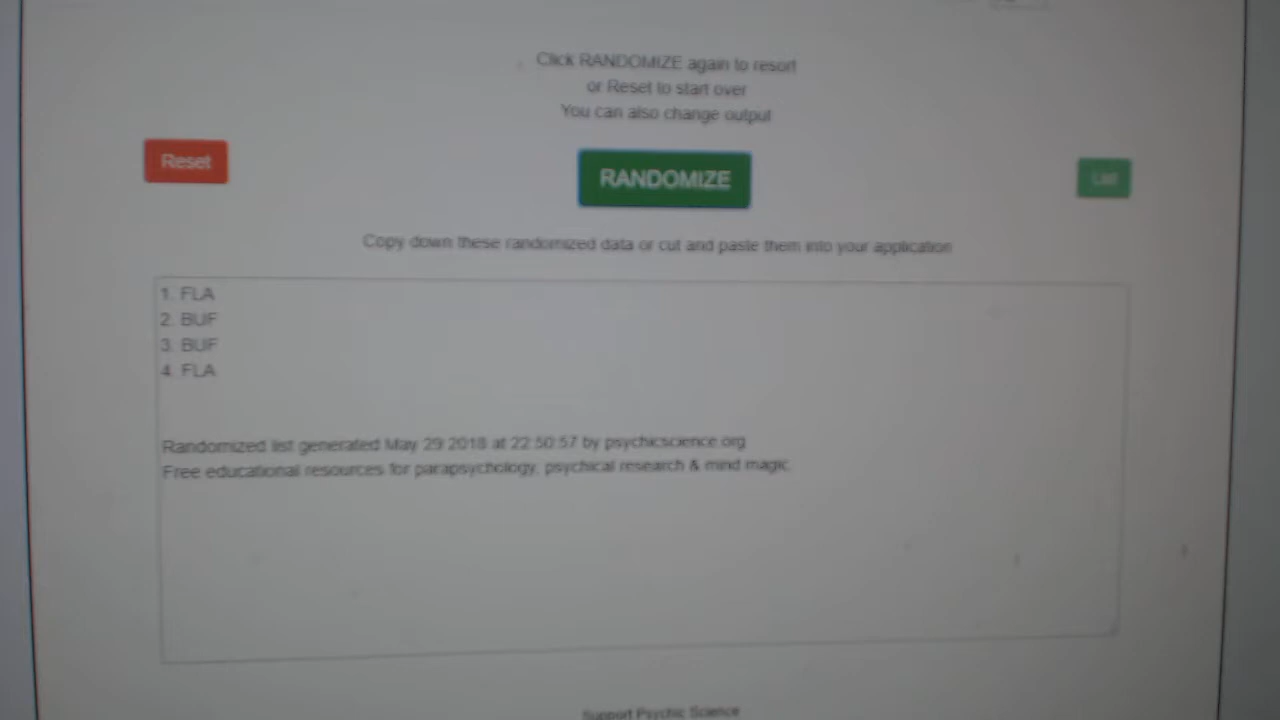 Click RANDOMIZE again to resort
or Reset to start over
You can also change output
Reset
RANDOMIZE
List
Copy down these randomized data or cut and paste them into your application
1. FLA
2. BUF
3. BUF
4. FLA
Randomized list generated May 29 2018 at 22:50:57 by psychicscience.org
Free educational resources for parapsychology, psychical research & mind magic.
Support Psychic Science